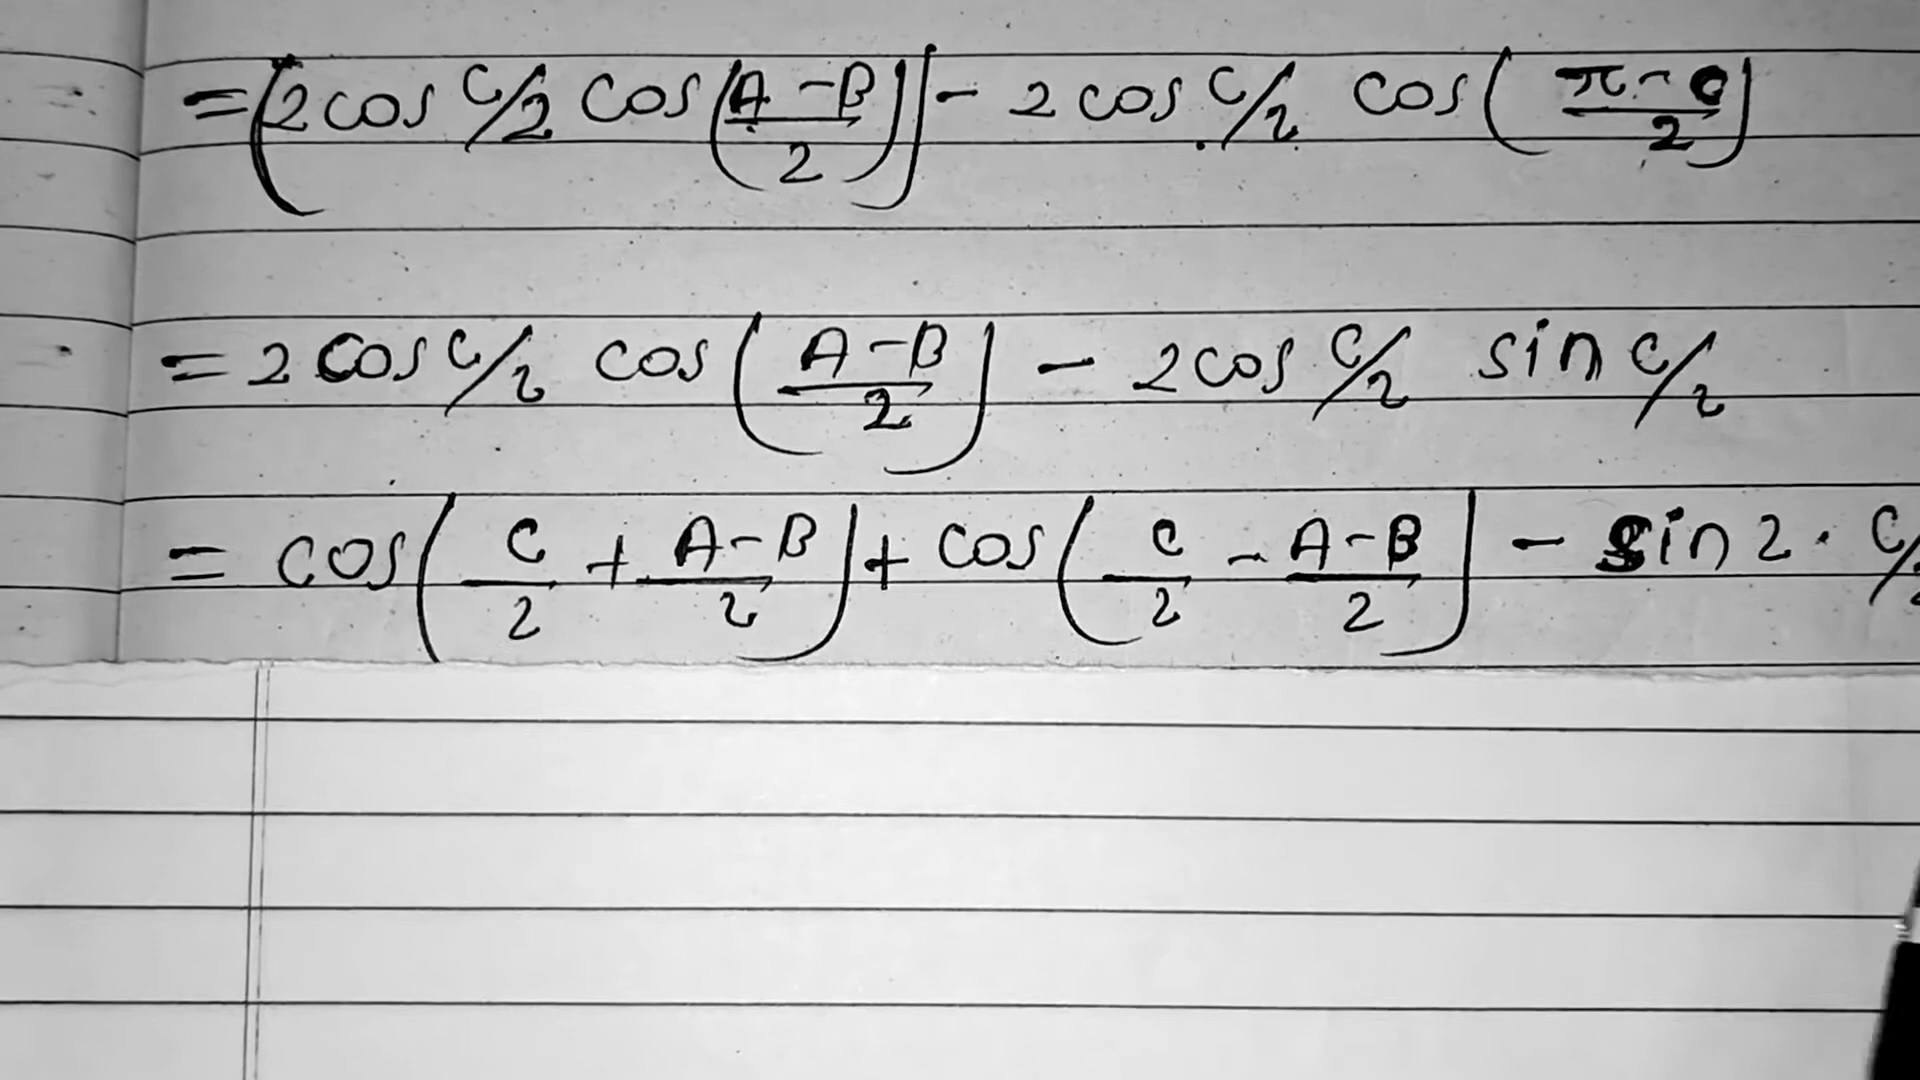 = (2 cos C/2 cos(A-B/2)) - 2 cos C/2 cos(π-C/2)
= 2 cos C/2 cos(A-B/2) - 2 cos C/2 sin C/2
= cos(C/2 + A-B/2) + cos(C/2 - A-B/2) - sin 2. C/2